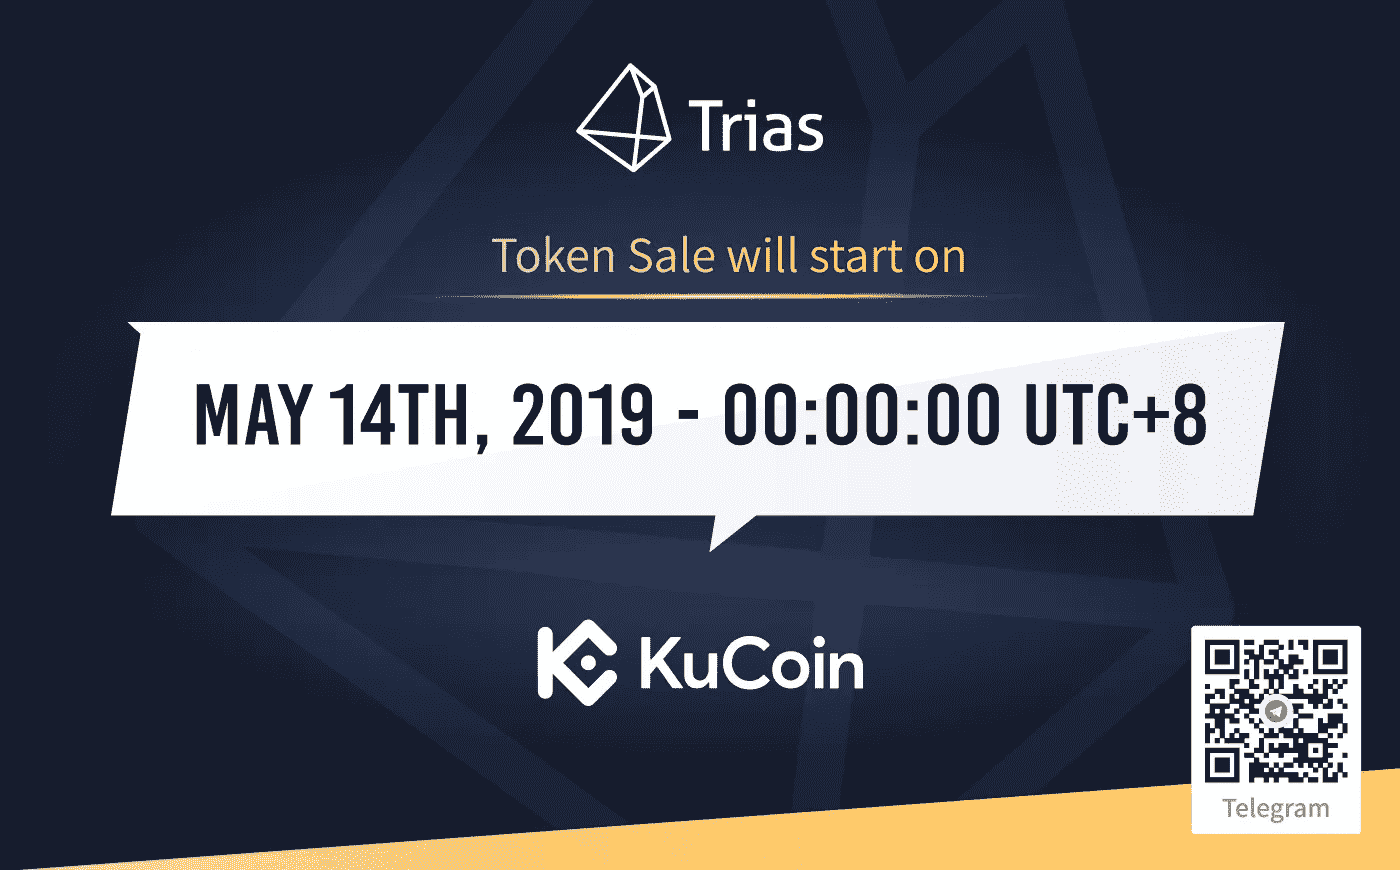 Trias
Token Sale will start on
MAY 14TH, 2019 - 00:00:00 UTC+8
KuCoin
Telegram